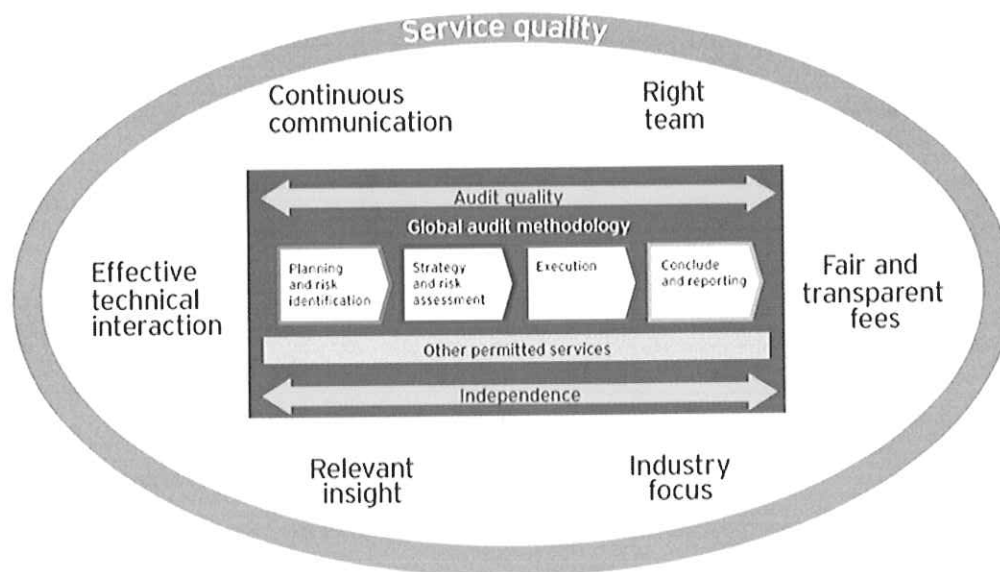 Service quality
Continuous
communication
Right
team
Audit quality
Global audit methodology
Effective
technical
interaction
Planning
and risk
identification
Strategy
and risk
assessment
Execution
Conclude
and reporting
Fair and
transparent
fees
Other permitted services
Independence
Relevant
insight
Industry
focus